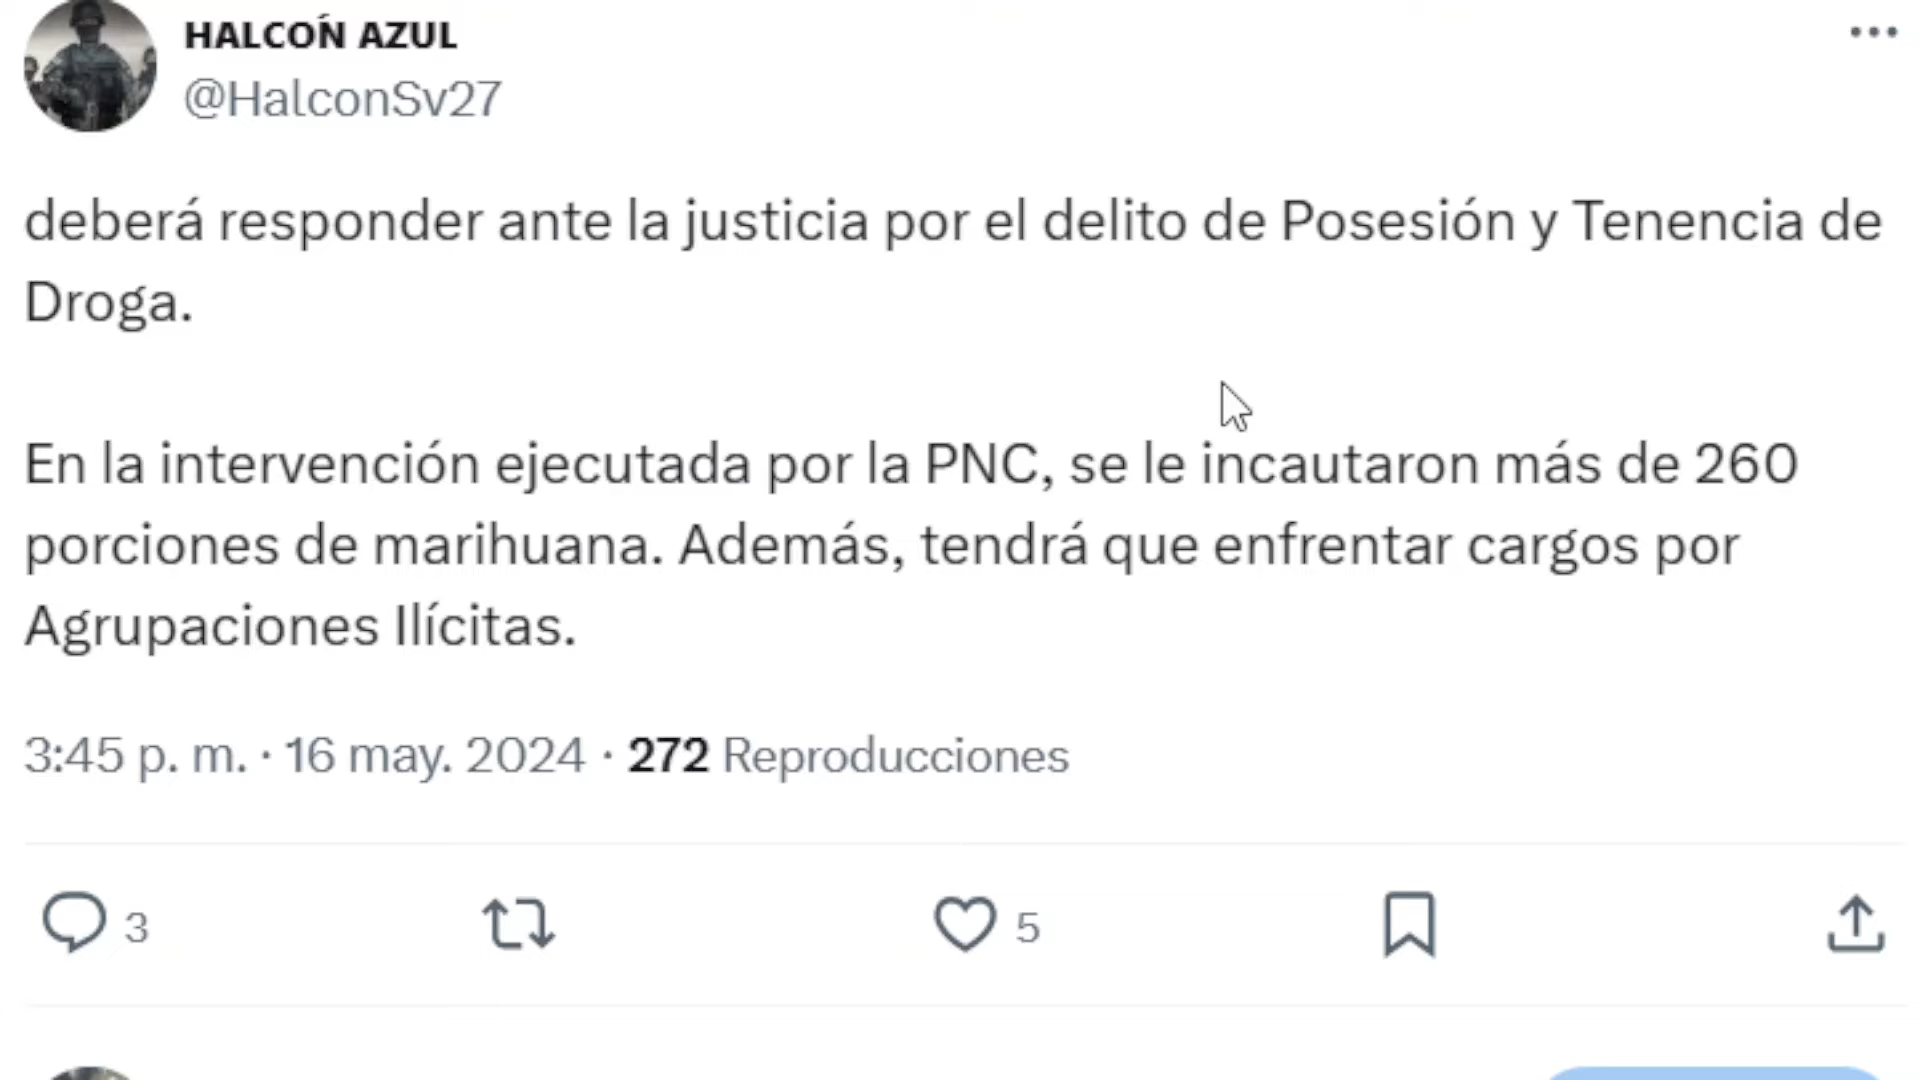 HALCOŃ AZUL
@HalconSv27
deberá responder ante la justicia por el delito de Posesión y Tenencia de
Droga.
En la intervención ejecutada por la PNC, se le incautaron más de 260
porciones de marihuana. Además, tendrá que enfrentar cargos por
Agrupaciones Ilícitas.
3:45 p. m. · 16 may. 2024 · 272 Reproducciones
3 5